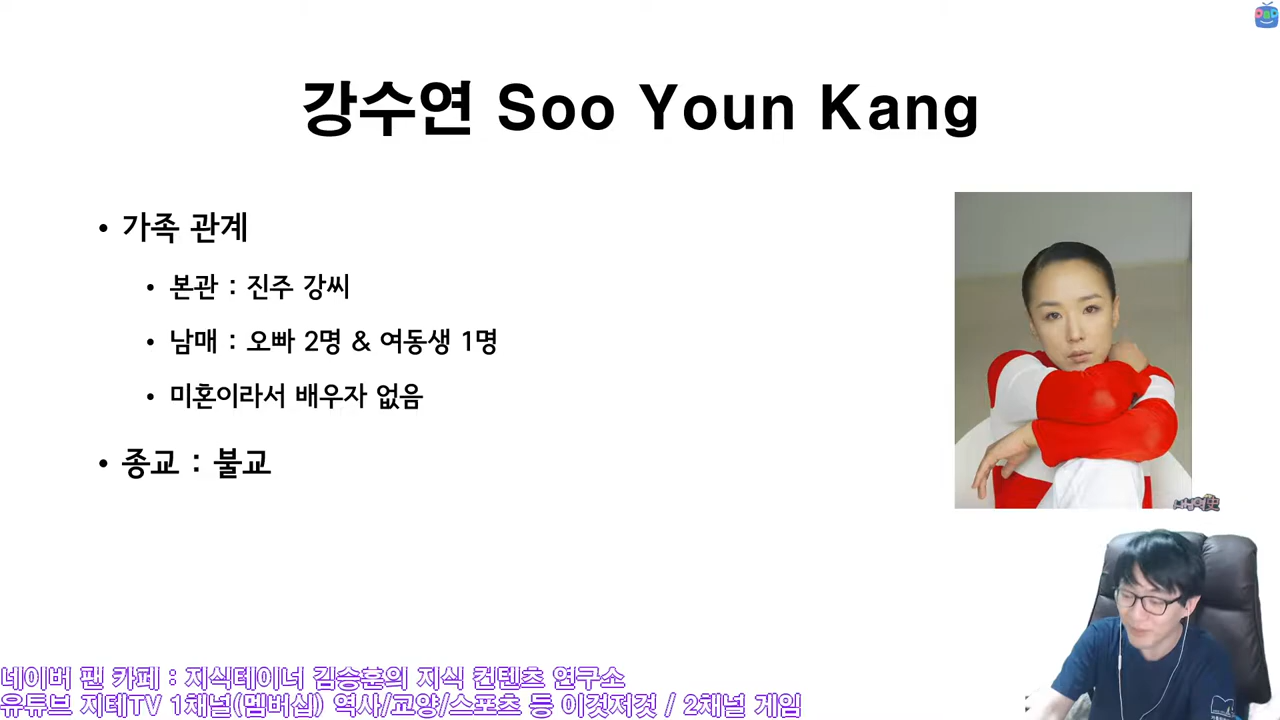 강수연 Soo Youn Kang
• 가족 관계
• 본관 : 진주 강씨
• 남매 : 오빠 2명 & 여동생 1명
• 미혼이라서 배우자 없음
• 종교 : 불교
네이버 팬 카페 : 지식테이너 김승훈의 지식 컨텐츠 연구소
유튜브 지테TV 1채널(멤버십) 역사/교양/스포츠 등 이것저것 / 2채널 게임